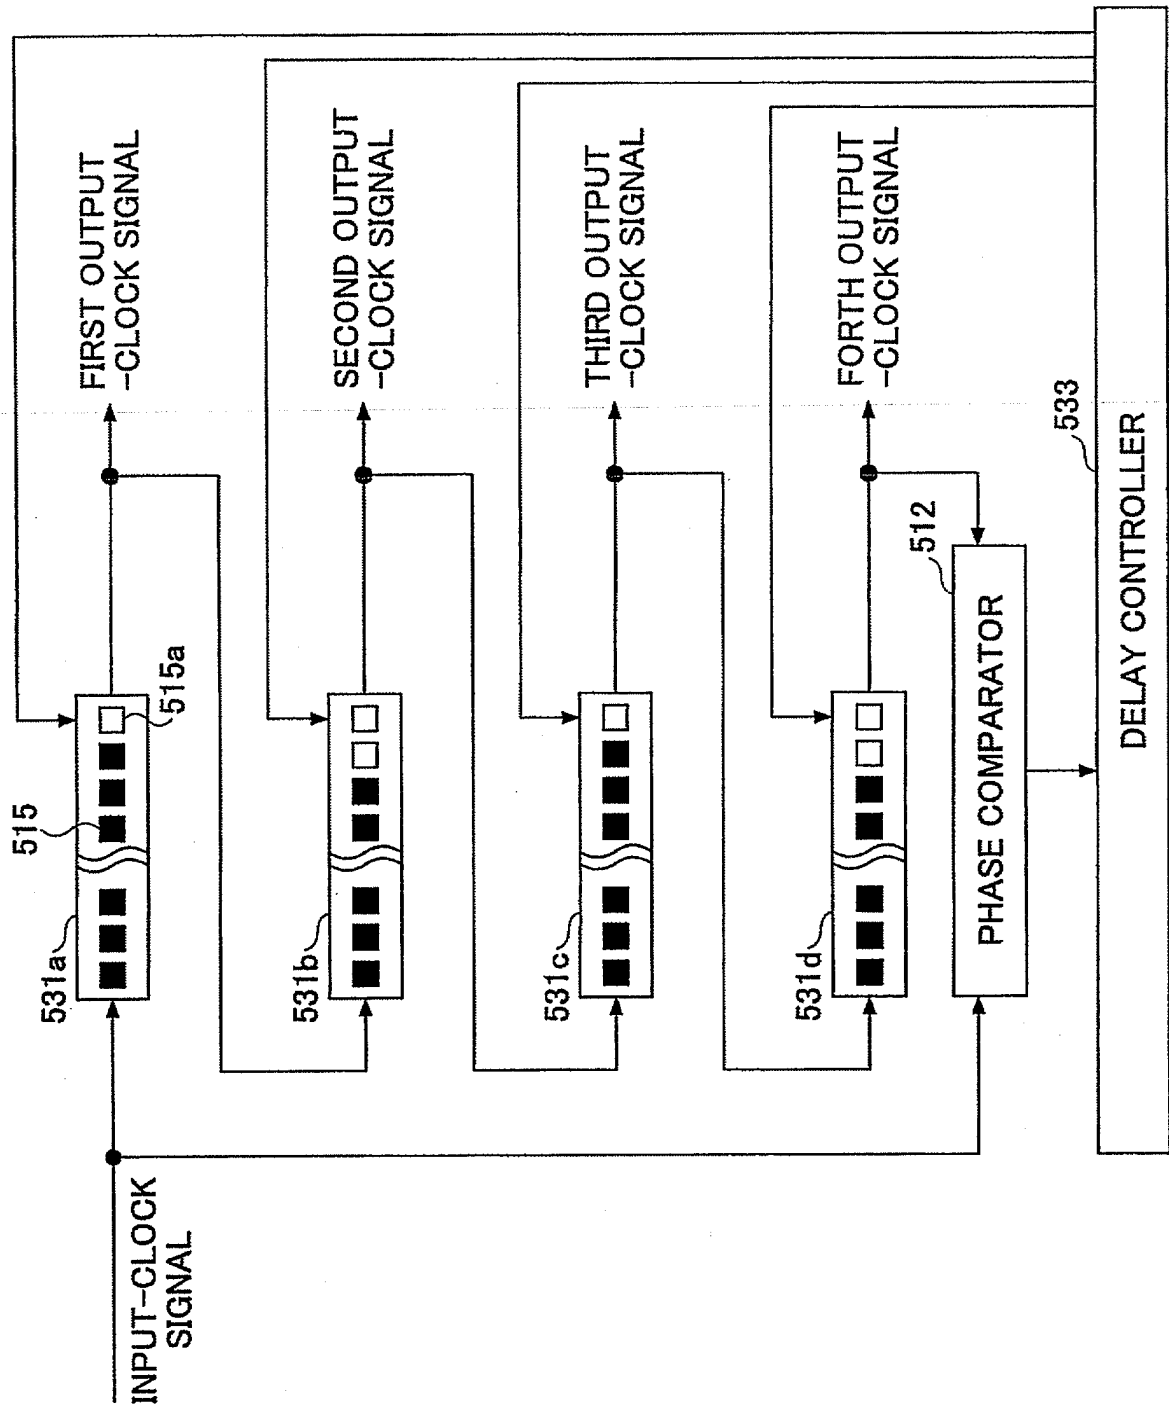 INPUT-CLOCK
SIGNAL
531a
515
515a
FIRST OUTPUT
-CLOCK SIGNAL
531b
SECOND OUTPUT
-CLOCK SIGNAL
531c
THIRD OUTPUT
-CLOCK SIGNAL
531d
FORTH OUTPUT
-CLOCK SIGNAL
512
PHASE COMPARATOR
533
DELAY CONTROLLER